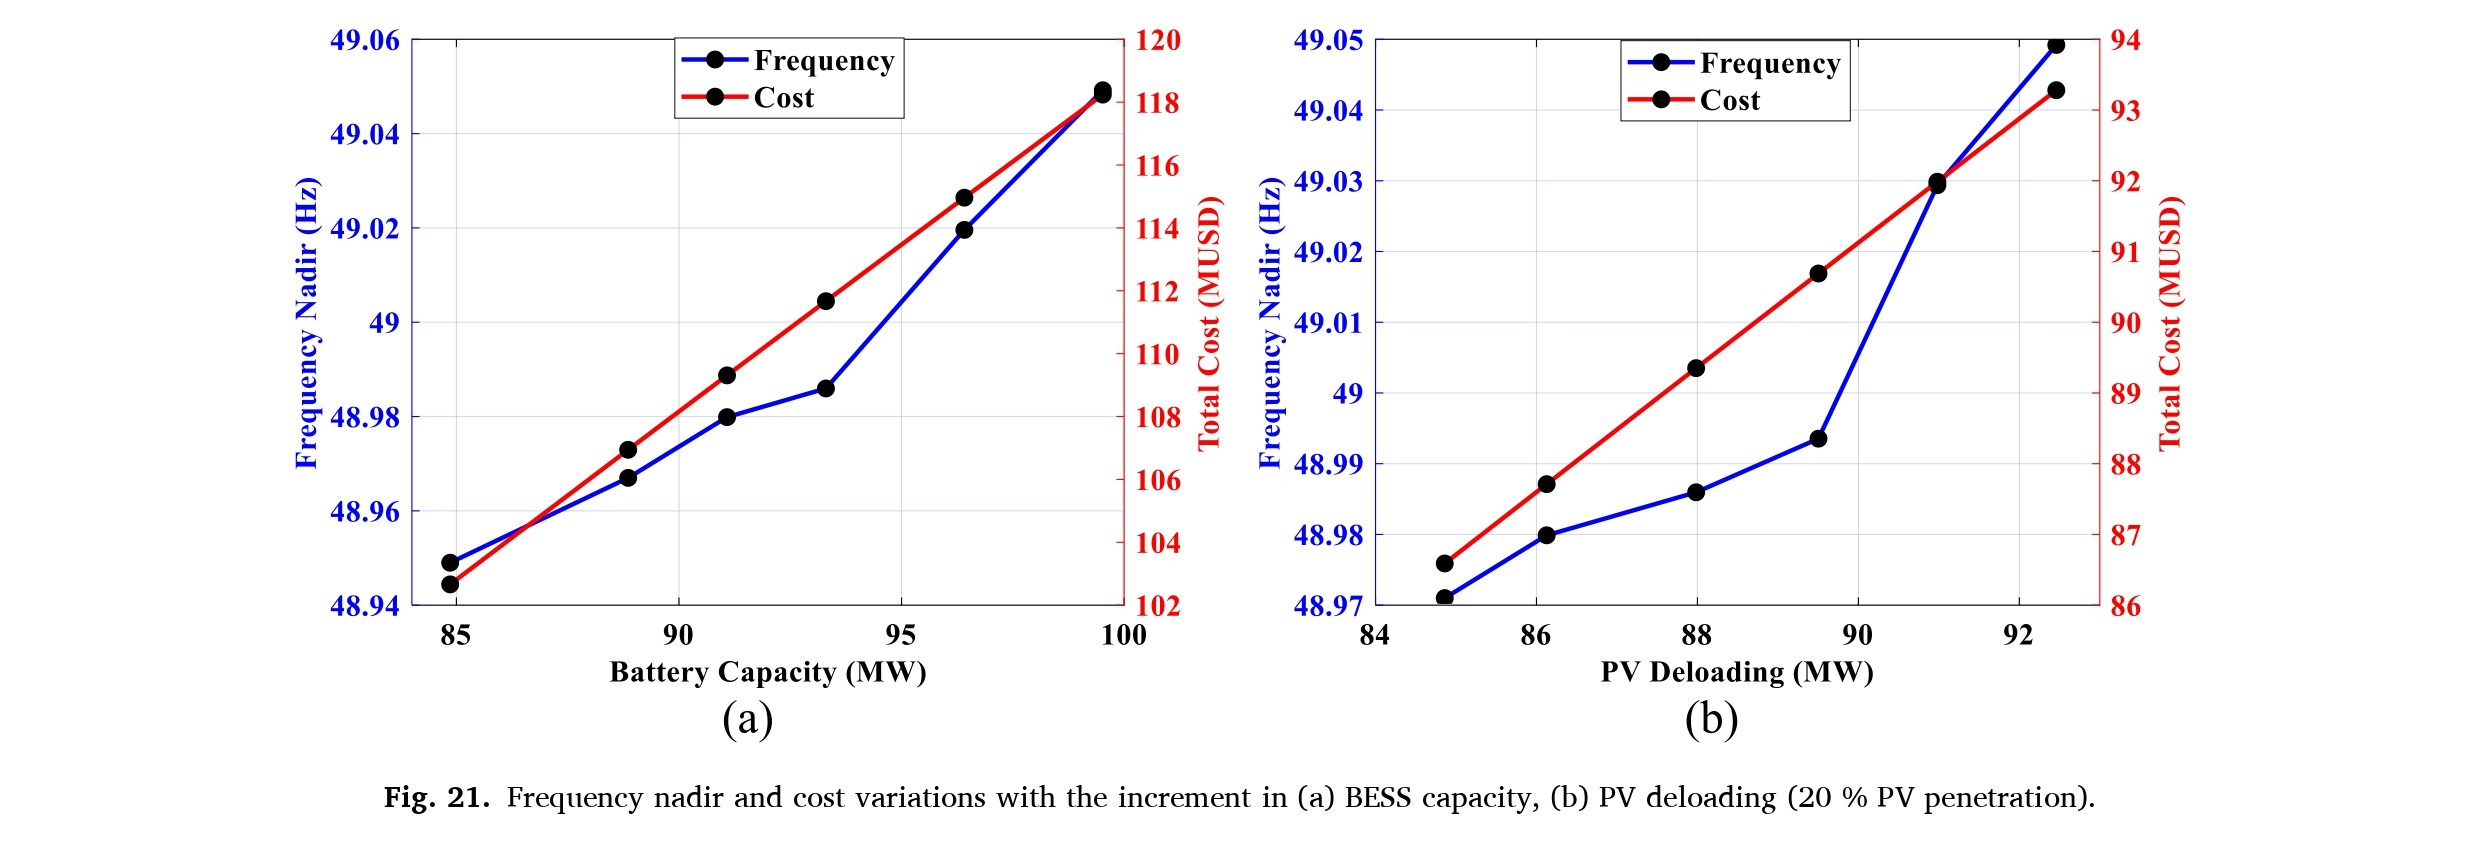 49.06
49.04
49.02
49
48.98
48.96
48.94
Frequency Nadir (Hz)
Frequency
Cost
120
118
116
114
112
110
108
106
104
102
Total Cost (MUSD)
85 90 95 100
Battery Capacity (MW)
(a)
49.05
49.04
49.03
49.02
49.01
49
48.99
48.98
48.97
Frequency Nadir (Hz)
Frequency
Cost
94
93
92
91
90
89
88
87
86
Total Cost (MUSD)
84 86 88 90 92
PV Deloading (MW)
(b)
Fig. 21. Frequency nadir and cost variations with the increment in (a) BESS capacity, (b) PV deloading (20 % PV penetration).